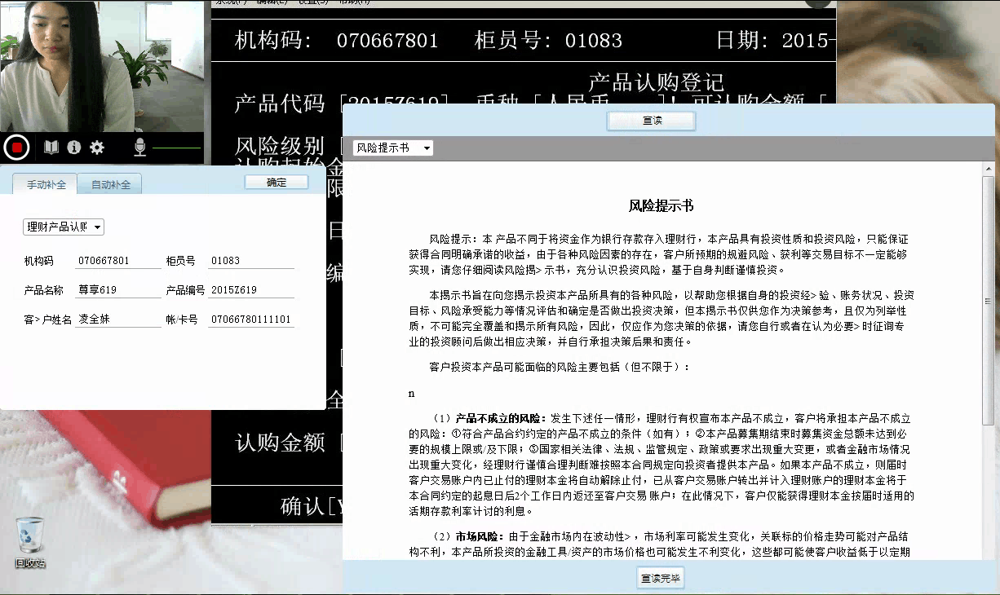 系统(F) 编辑(E) 设置(S) 帮助(H)
机构码: 070667801 柜员号: 01083 日期: 2015-
产品认购登记
产品代码 [2015Z619] 币种 [人民币 ]! 可认购金额 [
风险级别 [
认购起始金
限
日
编
[
全
认购金额 [
确认[Y
手动补全 自动补全 确定
理财产品认购
机构码 070667801 柜员号 01083
产品名称 尊享619 产品编号 2015Z619
客> 户姓名 凌全妹 帐/卡号 07066780111101
回收站
宣读
风险提示书
风险提示书
风险提示：本 产品不同于将资金作为银行存款存入理财行，本产品具有投资性质和投资风险，只能保证
获得合同明确承诺的收益，由于各种风险因素的存在，客户所预期的规避风险、获利等交易目标不一定能够
实现，请您仔细阅读风险揭> 示书，充分认识投资风险，基于自身判断谨慎投资。
本揭示书旨在向您揭示投资本产品所具有的各种风险，以帮助您根据自身的投资经> 验、账务状况、投资
目标、风险承受能力等情况评估和确定是否做出投资决策，但本揭示书仅供您作为决策参考，且仅为列举性
质，不可能完全覆盖和揭示所有风险，因此，仅应作为您决策的依据，请您自行或者在认为必要> 时征询专
业的投资顾问后做出相应决策，并自行承担决策后果和责任。
客户投资本产品可能面临的风险主要包括（但不限于）：
n
（1）产品不成立的风险：发生下述任一情形，理财行有权宣布本产品不成立，客户将承担本产品不成立
的风险：①符合产品合约约定的产品不成立的条件（如有）；②本产品募集期结束时募集资金总额未达到必
要的规模上限或/及下限；③国家相关法律、法规、监管规定、政策或要求出现重大变更，或者金融市场情况
出现重大变化，经理财行谨慎合理判断难按照本合同规定向投资者提供本产品。如果本产品不成立，则届时
客户交易账户内已止付的理财本金将自动解除止付，已从客户交易账户转出并计入理财账户的理财本金将于
本合同约定的起息日后2个工作日内返还至客户交易 账户；在此情况下，客户仅能获得理财本金按届时适用的
活期存款利率计讨的利息。
（2）市场风险：由于金融市场内在波动性> ，市场利率可能发生变化，关联标的价格走势可能对产品结
构不利，本产品所投资的金融工具/资产的市场价格也可能发生不利变化，这些都可能使客户收益低于以定期
宣读完毕